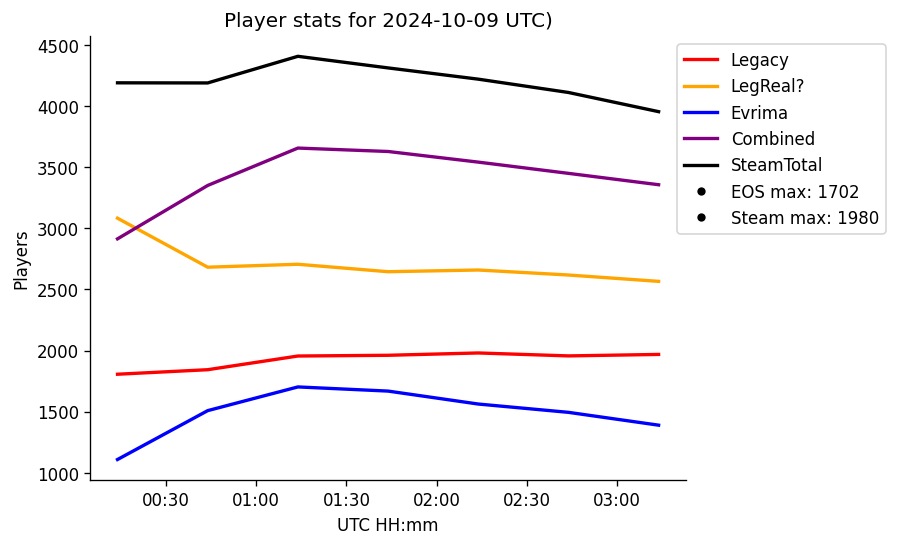 Player stats for 2024-10-09 UTC)
4500
4000
3500
3000
2500
2000
1500
1000
Players
00:30
01:00
01:30
02:00
02:30
03:00
UTC HH:mm
Legacy
LegReal?
Evrima
Combined
SteamTotal
EOS max: 1702
Steam max: 1980